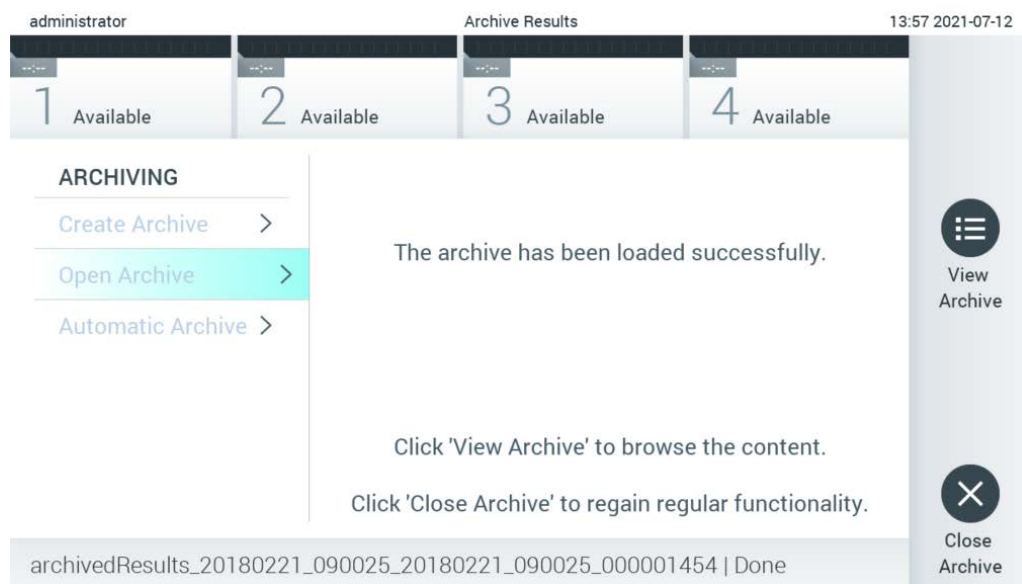 administrator Archive Results 13:57 2021-07-12
--:-- --:-- --:-- --:--
1 Available 2 Available 3 Available 4 Available
ARCHIVING
Create Archive
Open Archive
Automatic Archive
The archive has been loaded successfully.
Click 'View Archive' to browse the content.
Click 'Close Archive' to regain regular functionality.
View
Archive
Close
Archive
archivedResults_20180221_090025_20180221_090025_000001454 | Done